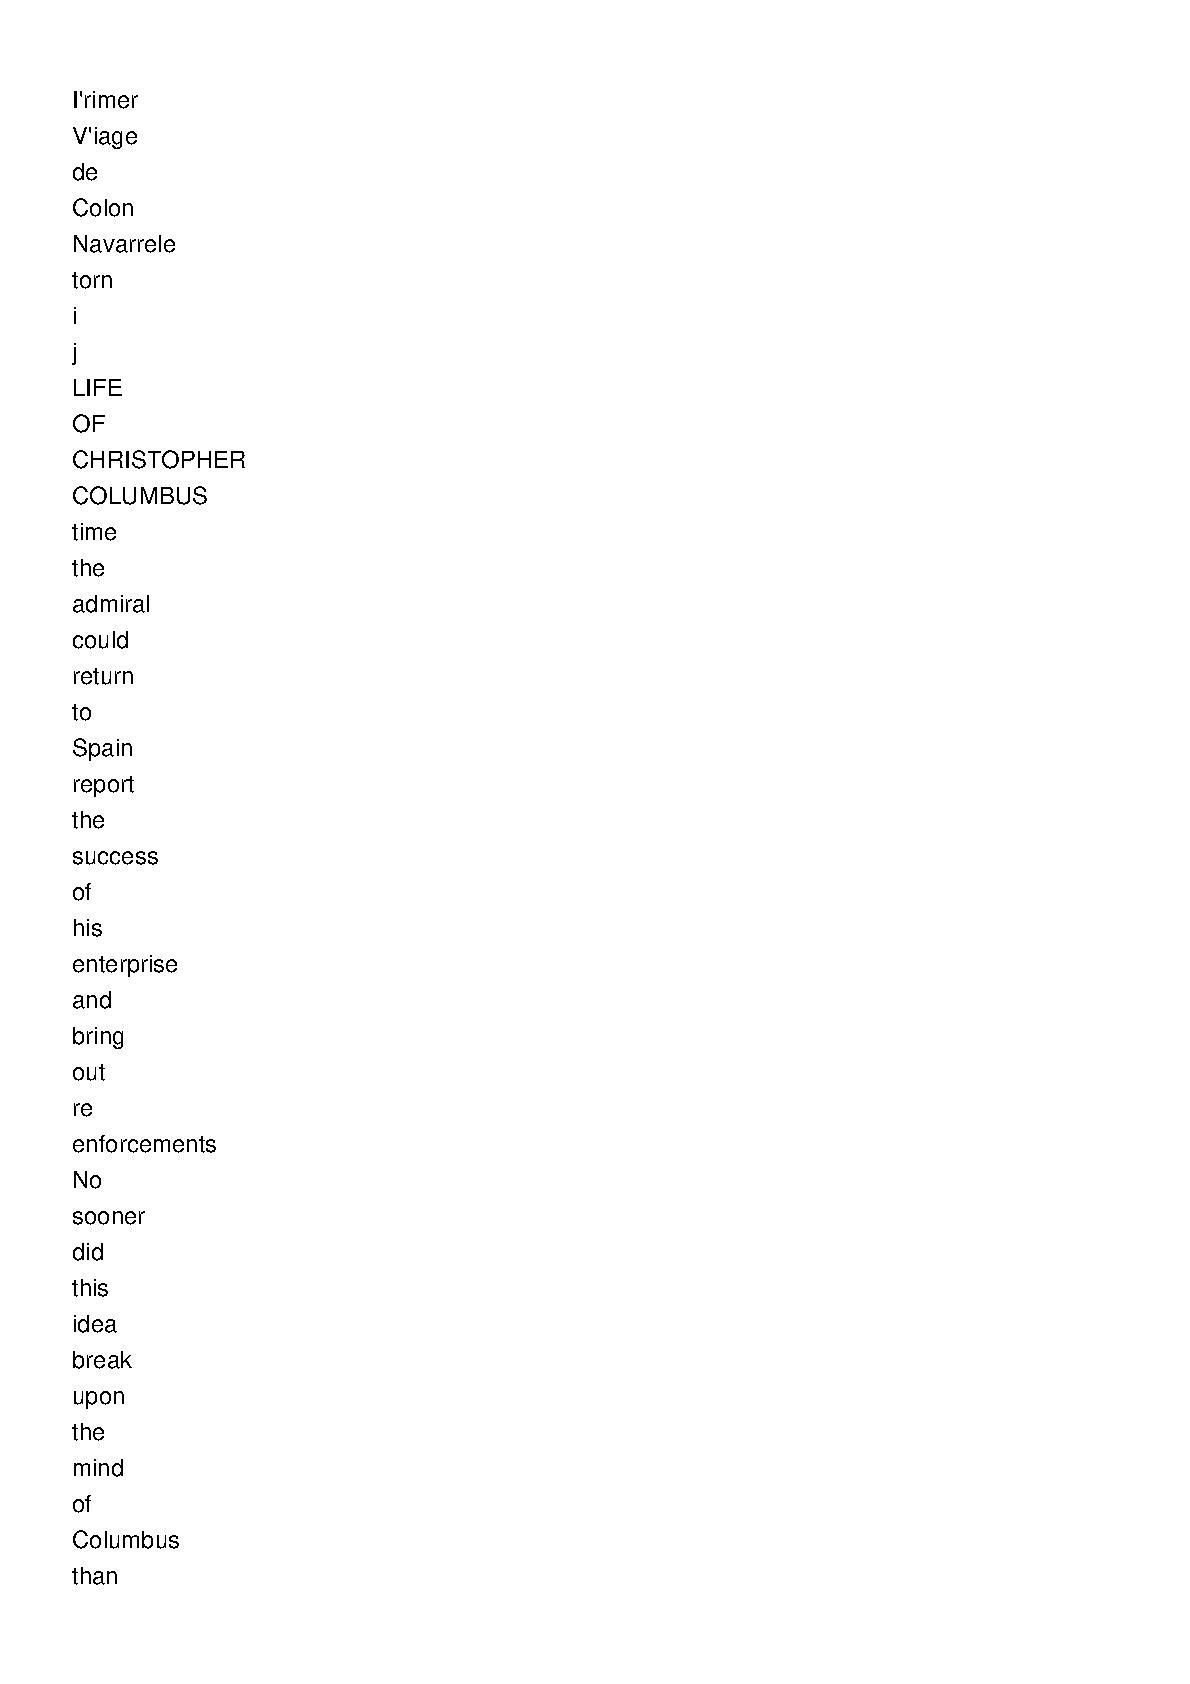 I'rimer
V'iage
de
Colon
Navarrele
torn
i
j
LIFE
OF
CHRISTOPHER
COLUMBUS
time
the
admiral
could
return
to
Spain
report
the
success
of
his
enterprise
and
bring
out
re
enforcements
No
sooner
did
this
idea
break
upon
the
mind
of
Columbus
than